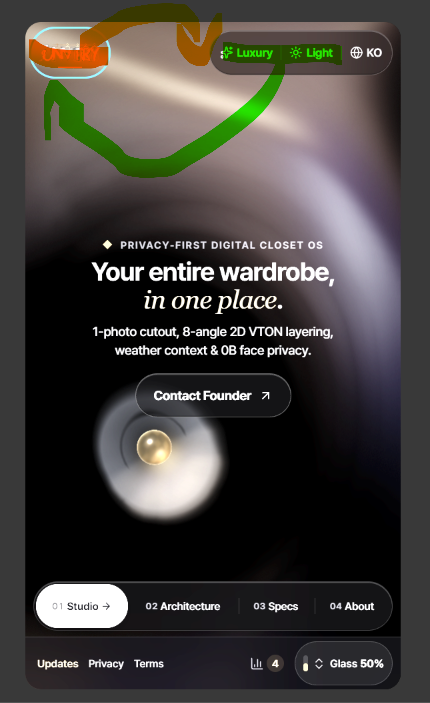 Luxury Light KO
PRIVACY-FIRST DIGITAL CLOSET OS
Your entire wardrobe,
in one place.
1-photo cutout, 8-angle 2D VTON layering,
weather context & 0B face privacy.
Contact Founder ↗
01 Studio → 02 Architecture 03 Specs 04 About
Updates Privacy Terms 4 Glass 50%